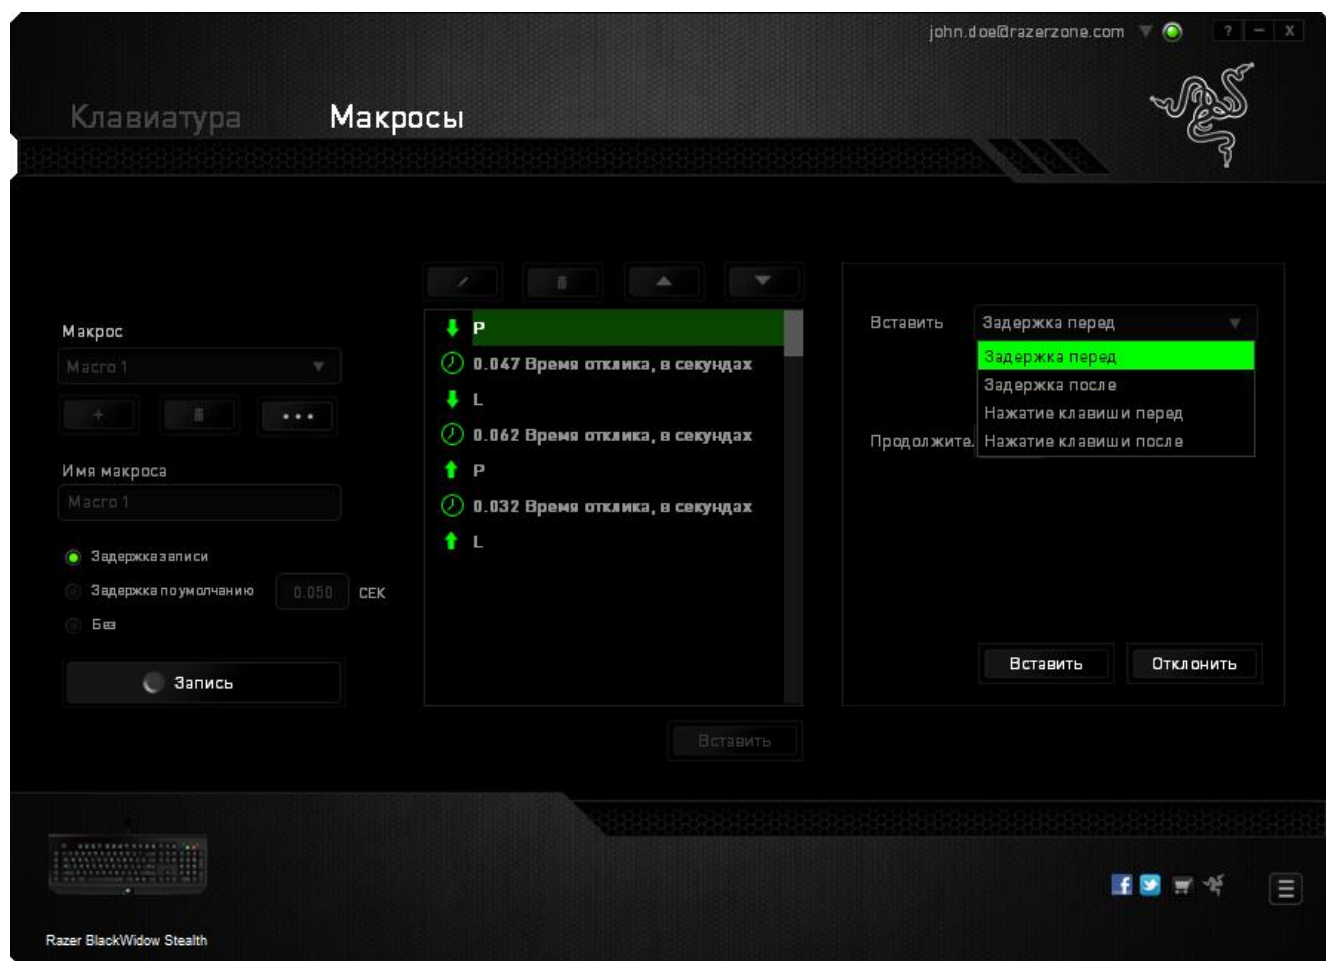 john.doe@razerzone.com
? – X
Клавиатура
Макросы
Макрос
Macro 1
Имя макроса
Macro 1
Задержка записи
Задержка по умолчанию 0.050 СЕК
Без
Запись
P
0.047 Время отклика, в секундах
L
0.062 Время отклика, в секундах
P
0.032 Время отклика, в секундах
L
Вставить
Вставить Задержка перед
Задержка перед
Задержка после
Нажатие клавиши перед
Продолжите. Нажатие клавиши после
Вставить Отклонить
Razer BlackWidow Stealth